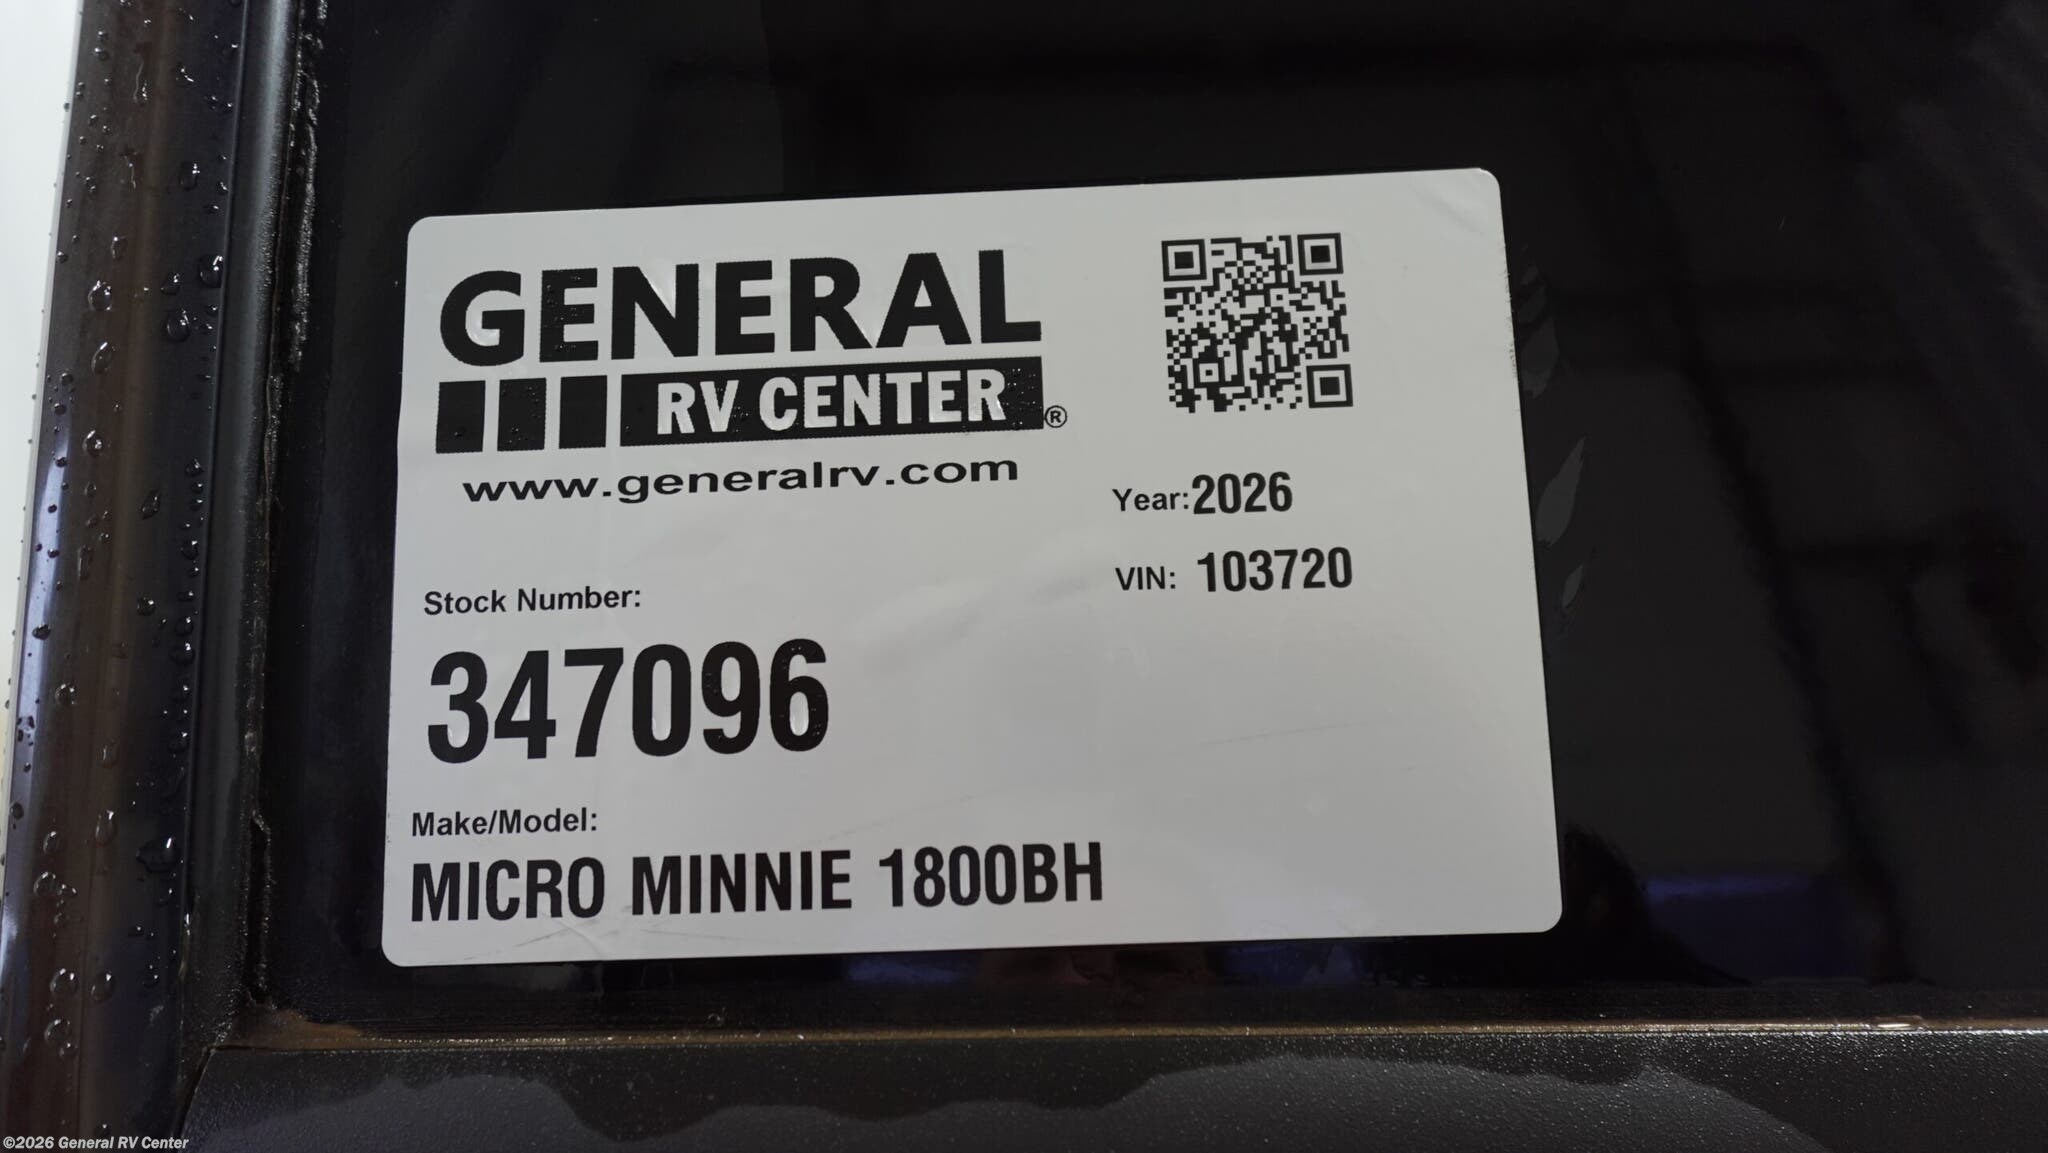 GENERAL
RV CENTER®
www.generalrv.com
Year: 2026
VIN: 103720
Stock Number:
347096
Make/Model:
MICRO MINNIE 1800BH
©2026 General RV Center